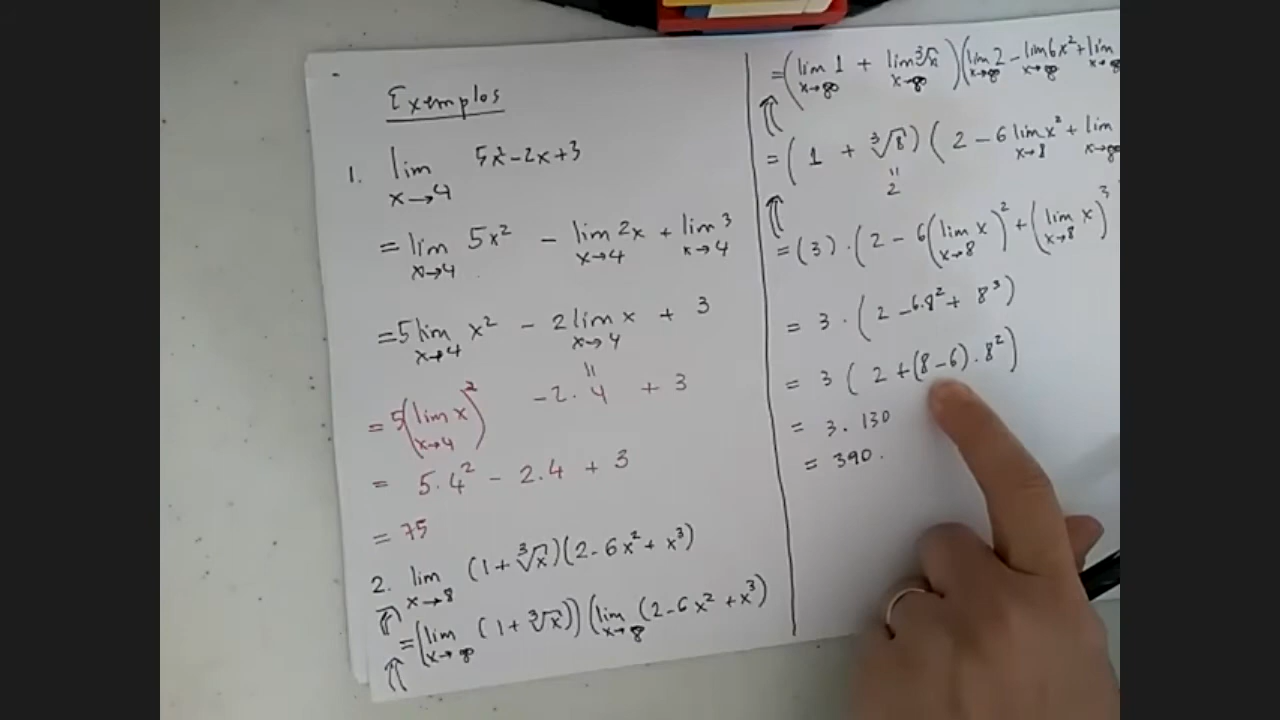 Exemplos
1. lim x→4 5x²-2x+3
= lim x→4 5x² - lim x→4 2x + lim x→4 3
= 5 lim x→4 x² - 2 lim x→4 x + 3
= 5(lim x→4 x)² -2.4 + 3
= 5.4² - 2.4 + 3
= 75
2. lim x→8 (1+∛x)(2-6x²+x³)
= (lim x→8 (1+∛x))(lim x→8 (2-6x²+x³)
= (lim x→8 1 + lim x→8 ∛x)(lim x→8 2 - lim x→8 6x² + lim x→8
= (1 + ∛8)(2 - 6 lim x→8 x² + lim x→8
= 2
= (3).(2 - 6(lim x→8 x)² + (lim x→8 x)³
= 3.(2 - 6.8² + 8³)
= 3(2 + (8-6).8²)
= 3.130
= 390.